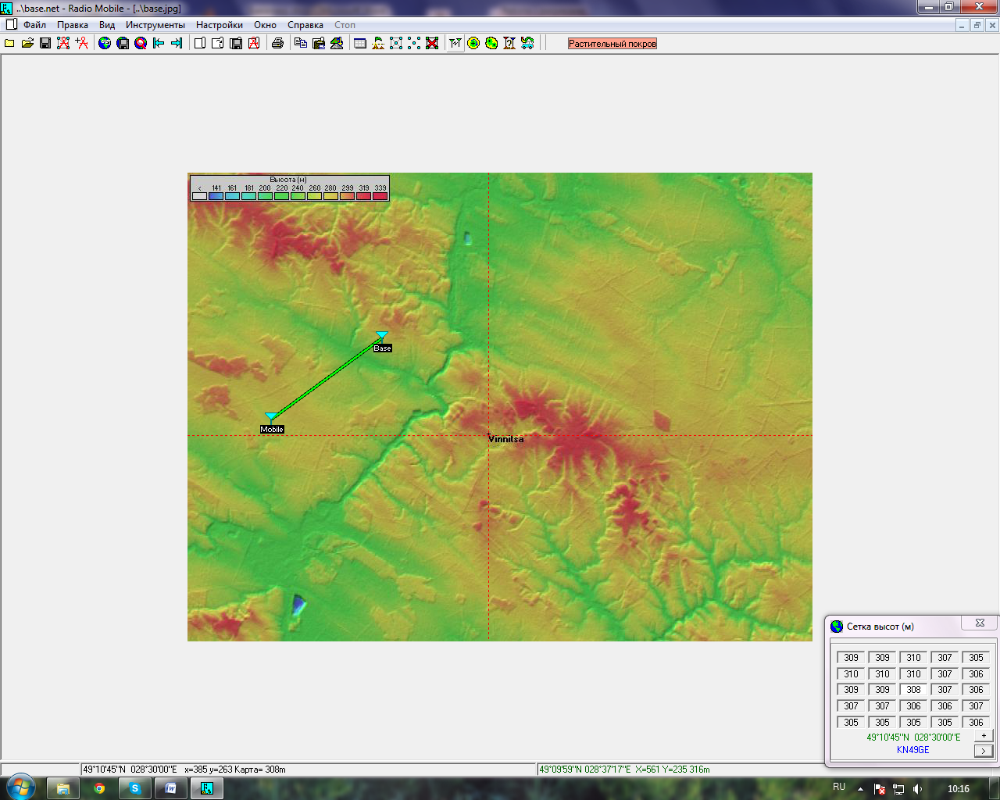 ..\base.net - Radio Mobile - [..\base.jpg]
Файл Правка Вид Инструменты Настройки Окно Справка Стоп
Растительный покров
Высота (м)
< 141 161 181 200 220 240 260 280 299 319 339
Base
Mobile
Vinnitsa
Сетка высот (м)
309 309 310 307 305
310 310 310 307 306
309 309 308 307 306
307 307 306 306 307
305 305 305 305 306
49°10'45''N 028°30'00''E +
KN49GE >
49°10'45''N 028°30'00''E x=385 y=263 Карта= 308m
49°09'59''N 028°37'17''E X=561 Y=235 316m
RU 10:16